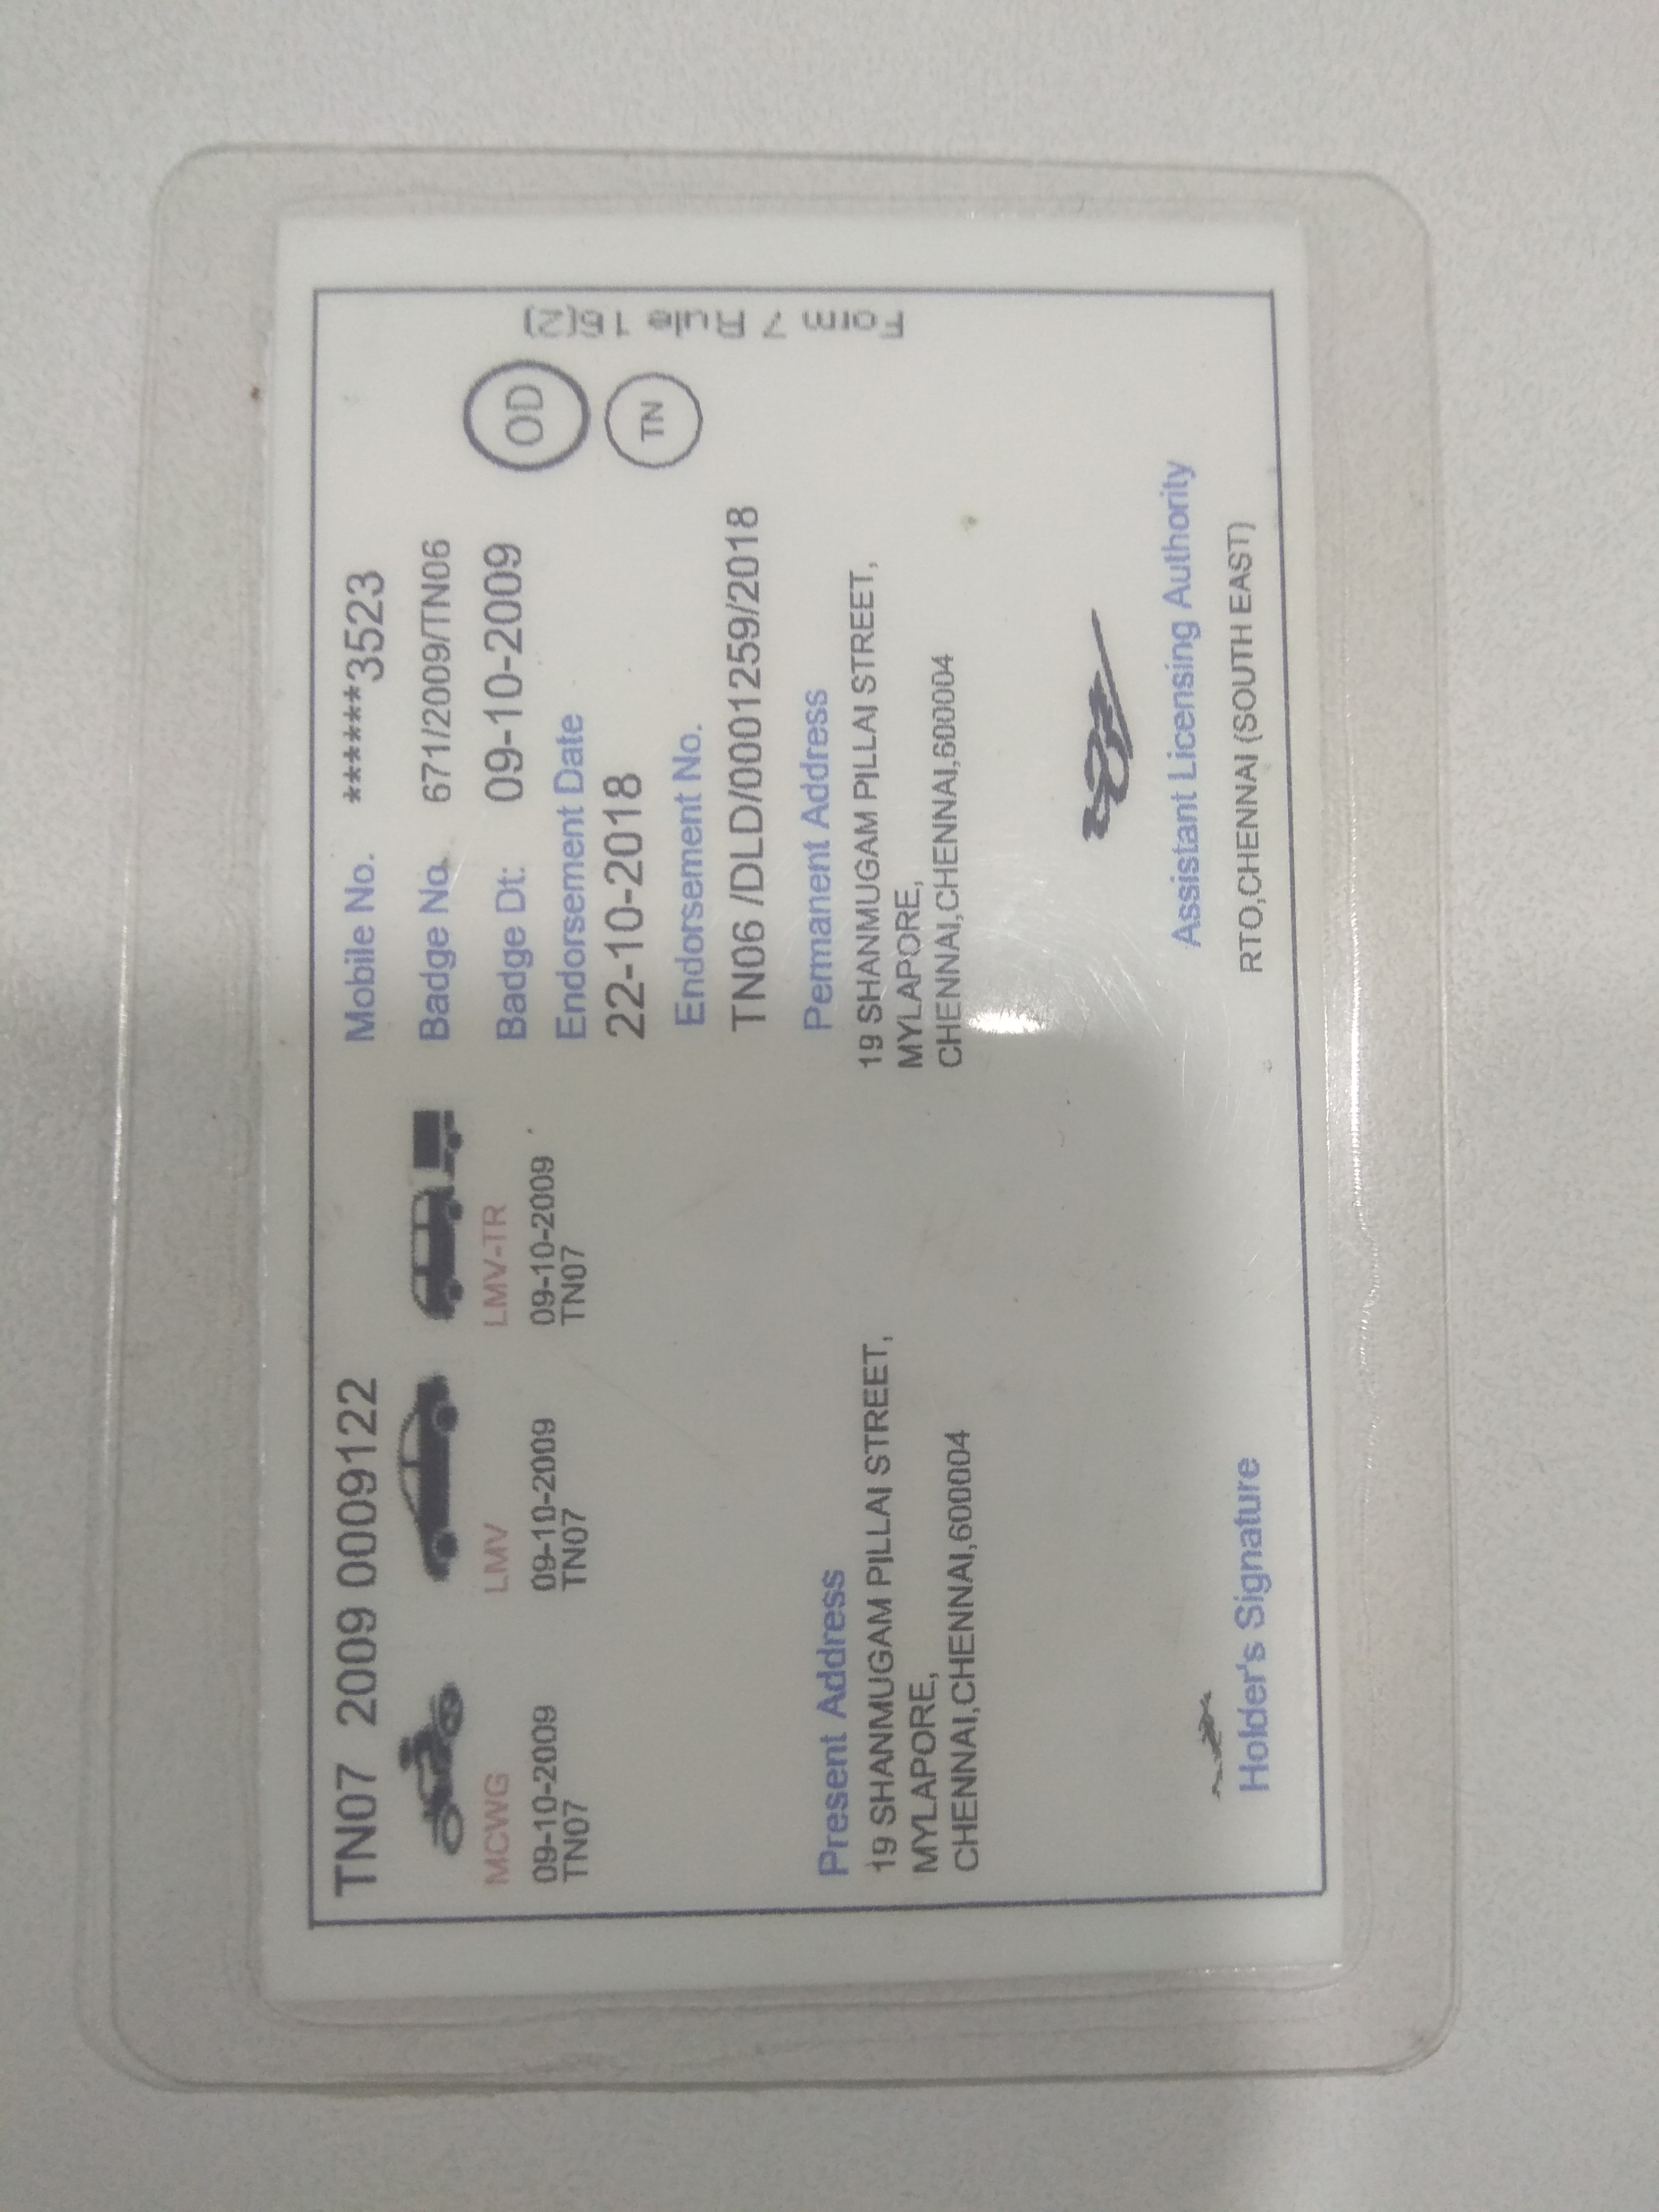 TN07 2009 0009122
MCWG
09-10-2009
TN07
LMV
09-10-2009
TN07
LMV-TR
09-10-2009
TN07
Mobile No. ******3523
Badge No. 671/2009/TN06
Badge Dt: 09-10-2009
Endorsement Date
22-10-2018
Endorsement No.
TN06 /DLD/0001259/2018
OD
TN
Form 7 Rule 16(2)
Present Address
19 SHANMUGAM PILLAI STREET,
MYLAPORE,
CHENNAI,CHENNAI,600004
Permanent Address
19 SHANMUGAM PILLAI STREET,
MYLAPORE,
CHENNAI,CHENNAI,600004
Holder's Signature
Assistant Licensing Authority
RTO,CHENNAI (SOUTH EAST)